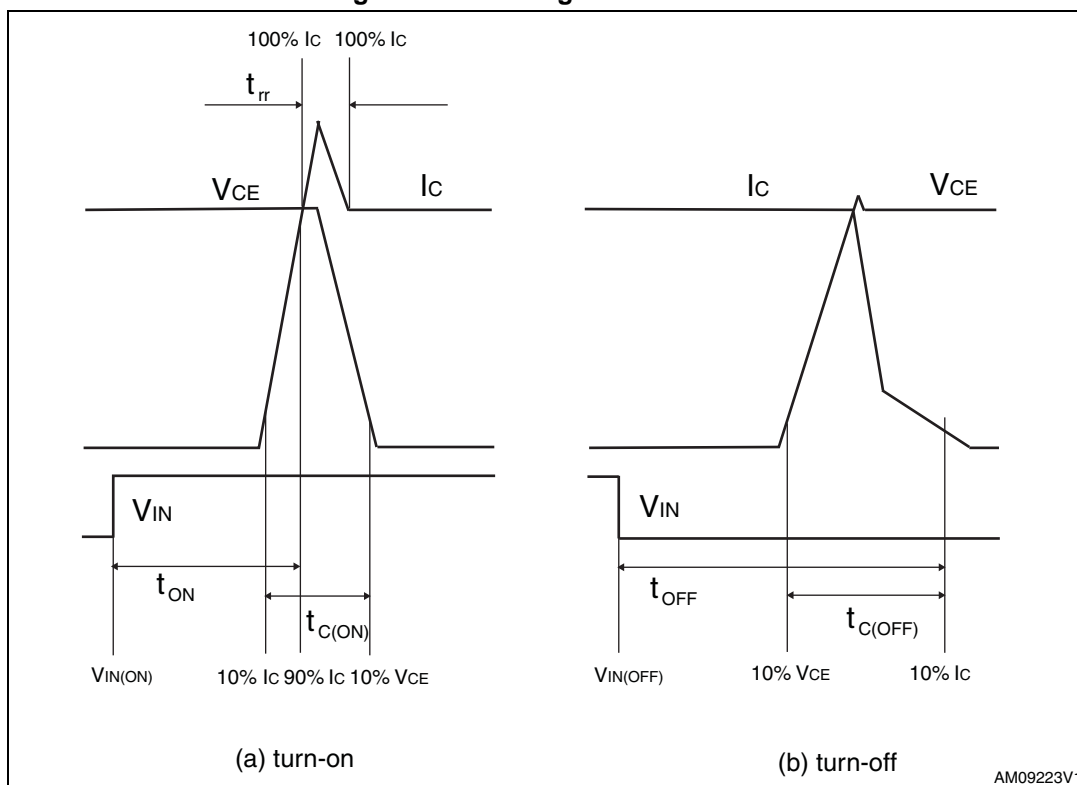 100% IC 100% IC
trr
VCE IC
IC VCE
VIN
VIN
tON
tC(ON)
tOFF
tC(OFF)
VIN(ON) 10% IC 90% IC 10% VCE
VIN(OFF) 10% VCE 10% IC
(a) turn-on
(b) turn-off
AM09223V1